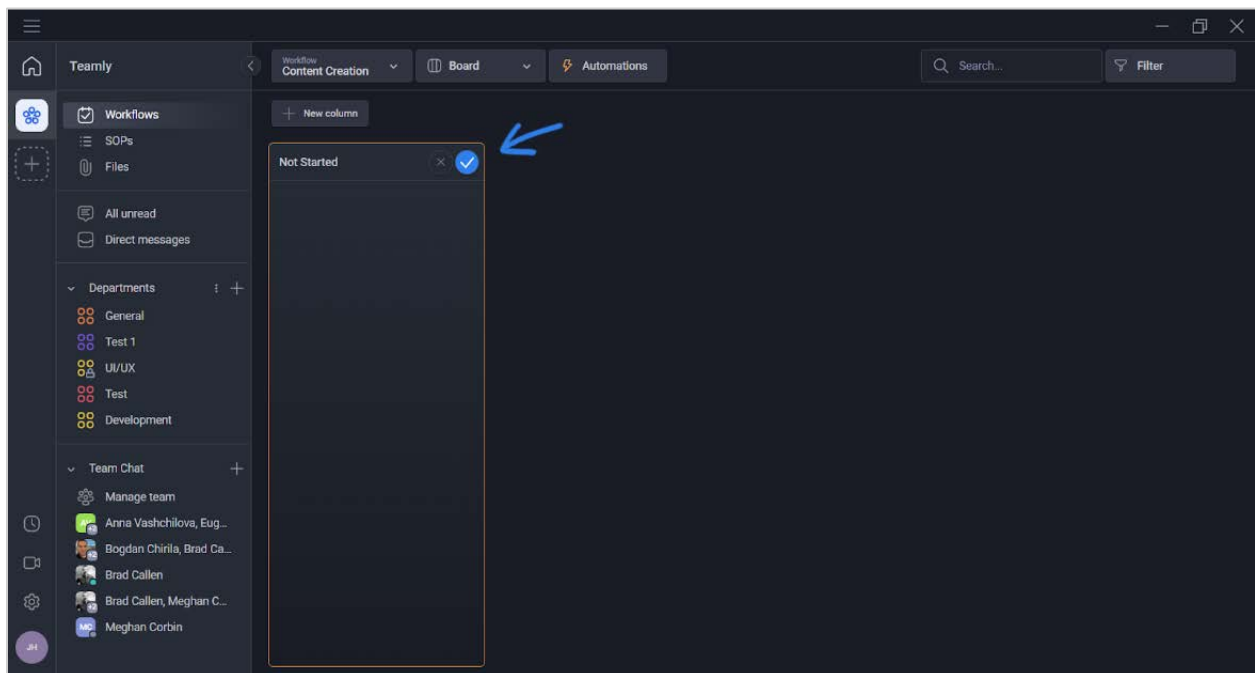 Teamly
Workflow
Content Creation
Board
Automations
Search...
Filter
Workflows
SOPs
Files
All unread
Direct messages
Departments
General
Test 1
UI/UX
Test
Development
Team Chat
Manage team
Anna Vashchilova, Eug...
Bogdan Chirila, Brad Ca...
Brad Callen
Brad Callen, Meghan C...
MC
Meghan Corbin
JH
New column
Not Started